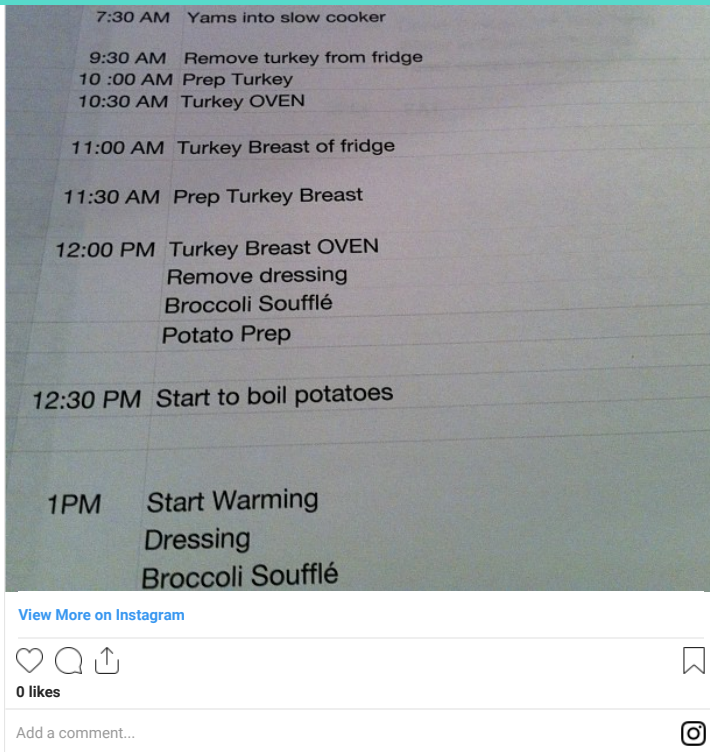 7:30 AM Yams into slow cooker
9:30 AM Remove turkey from fridge
10 :00 AM Prep Turkey
10:30 AM Turkey OVEN
11:00 AM Turkey Breast of fridge
11:30 AM Prep Turkey Breast
12:00 PM Turkey Breast OVEN
Remove dressing
Broccoli Soufflé
Potato Prep
12:30 PM Start to boil potatoes
1PM Start Warming
Dressing
Broccoli Soufflé
View More on Instagram
0 likes
Add a comment...